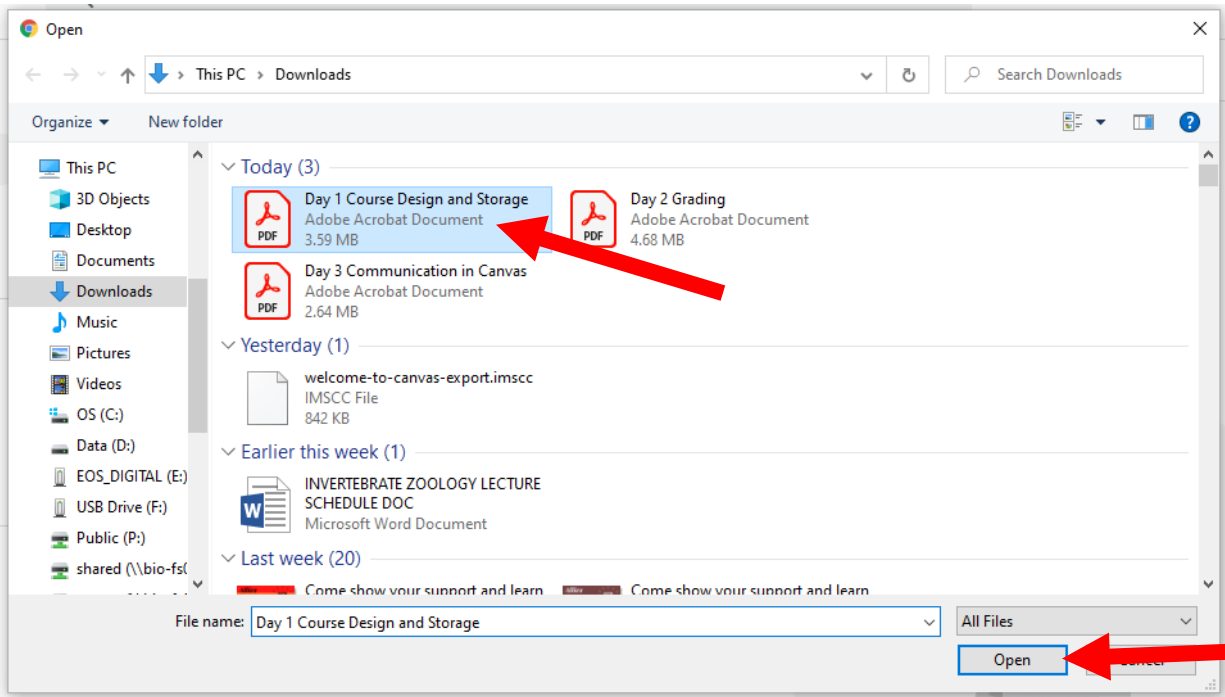 Open
This PC > Downloads
Search Downloads
Organize
New folder
This PC
3D Objects
Desktop
Documents
Downloads
Music
Pictures
Videos
OS (C:)
Data (D:)
EOS_DIGITAL (E:)
USB Drive (F:)
Public (P:)
shared (\\bio-fs(
Today (3)
PDF
Day 1 Course Design and Storage
Adobe Acrobat Document
3.59 MB
PDF
Day 2 Grading
Adobe Acrobat Document
4.68 MB
PDF
Day 3 Communication in Canvas
Adobe Acrobat Document
2.64 MB
Yesterday (1)
welcome-to-canvas-export.imscc
IMSCC File
842 KB
Earlier this week (1)
W
INVERTEBRATE ZOOLOGY LECTURE
SCHEDULE DOC
Microsoft Word Document
Last week (20)
Come show your support and learn
Come show your support and learn
File name:
Day 1 Course Design and Storage
All Files
Open